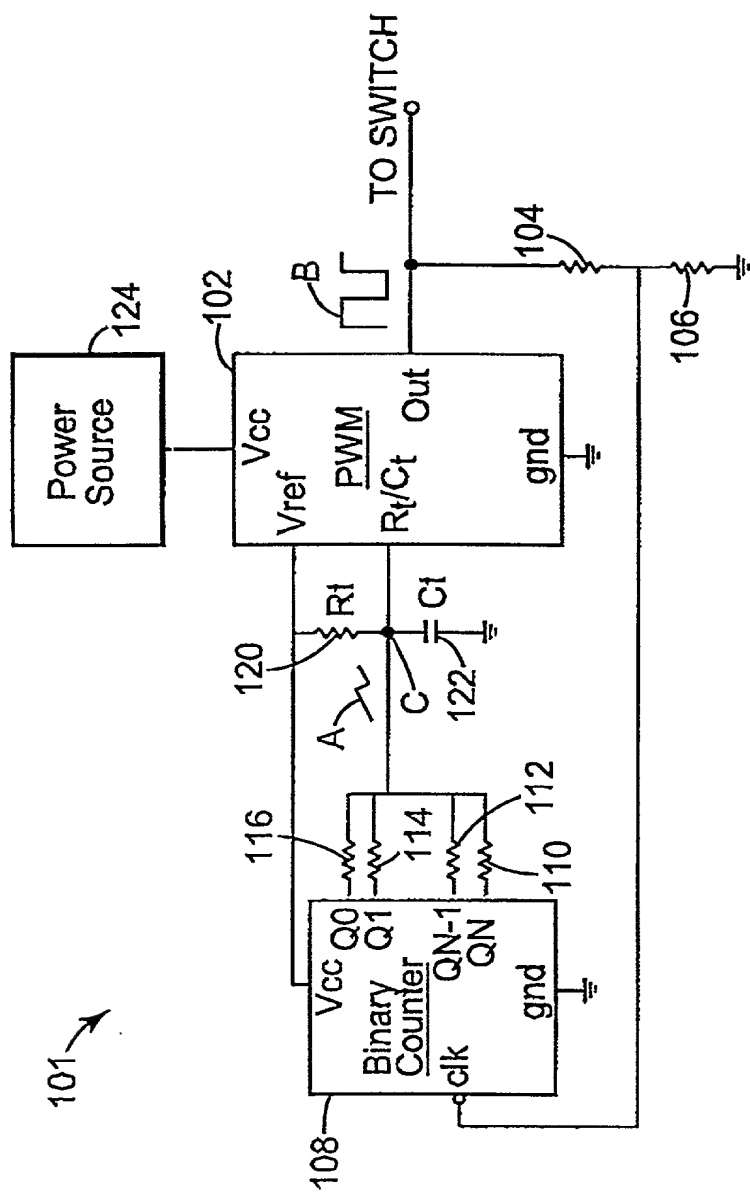 101
124
Power
Source
102
Vcc
Vref
PWM
Rt/Ct
Out
gnd
B
TO SWITCH
104
106
Rt
120
A
C
Ct
122
116
114
112
110
108
Vcc
Q0
Q1
Binary
Counter
QN-1
QN
clk
gnd